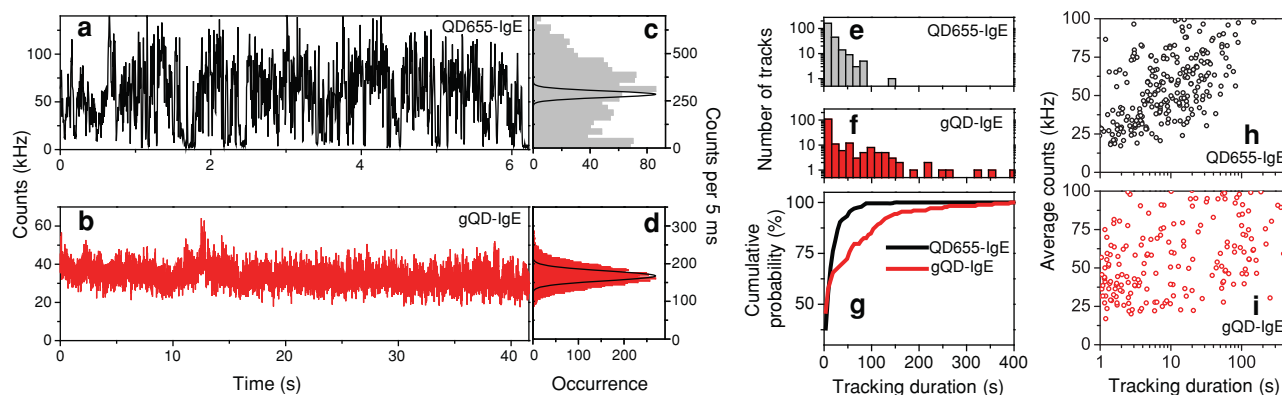 a
QD655-IgE
100
50
0
0
2
4
6
c
500
250
0
0
40
80
Counts (kHz)
Counts per 5 ms
b
gQD-IgE
60
40
20
0
0
10
20
30
40
Time (s)
d
300
200
100
0
0
100
200
Occurrence
e
QD655-IgE
100
10
1
Number of tracks
f
gQD-IgE
100
10
1
100
75
50
Cumulative
probability (%)
QD655-IgE
gQD-IgE
g
0
100
200
300
400
Tracking duration (s)
100
75
50
25
0
h
QD655-IgE
Average counts (kHz)
100
75
50
25
0
i
gQD-IgE
1
10
100
Tracking duration (s)